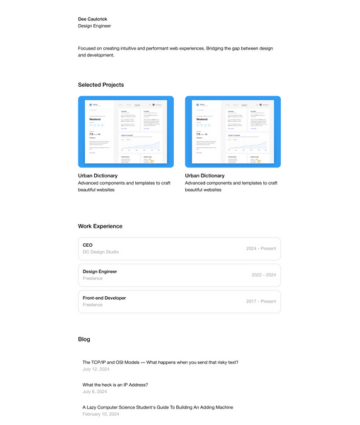 Dee Caulcrick
Design Engineer
Focused on creating intuitive and performant web experiences. Bridging the gap between design
and development.
Selected Projects
Urban Dictionary
Advanced components and templates to craft
beautiful websites
Urban Dictionary
Advanced components and templates to craft
beautiful websites
Work Experience
CEO
DC Design Studio
2024 - Present
Design Engineer
Freelance
2022 - 2024
Front-end Developer
Freelance
2017 - Present
Blog
The TCP/IP and OSI Models — What happens when you send that risky text?
July 12, 2024
What the heck is an IP Address?
July 8, 2024
A Lazy Computer Science Student's Guide To Building An Adding Machine
February 10, 2024